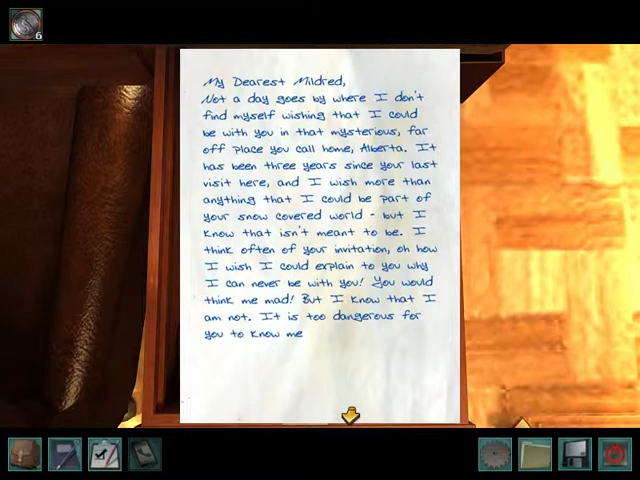 6
My Dearest Mildred,
Not a day goes by where I don't
find myself wishing that I could
be with you in that mysterious, far
off place you call home, Alberta. It
has been three years since your last
visit here, and I wish more than
anything that I could be part of
your snow covered world - but I
know that isn't meant to be. I
think often of your invitation, oh how
I wish I could explain to you why
I can never be with you! You would
think me mad! But I know that I
am not. It is too dangerous for
you to know me